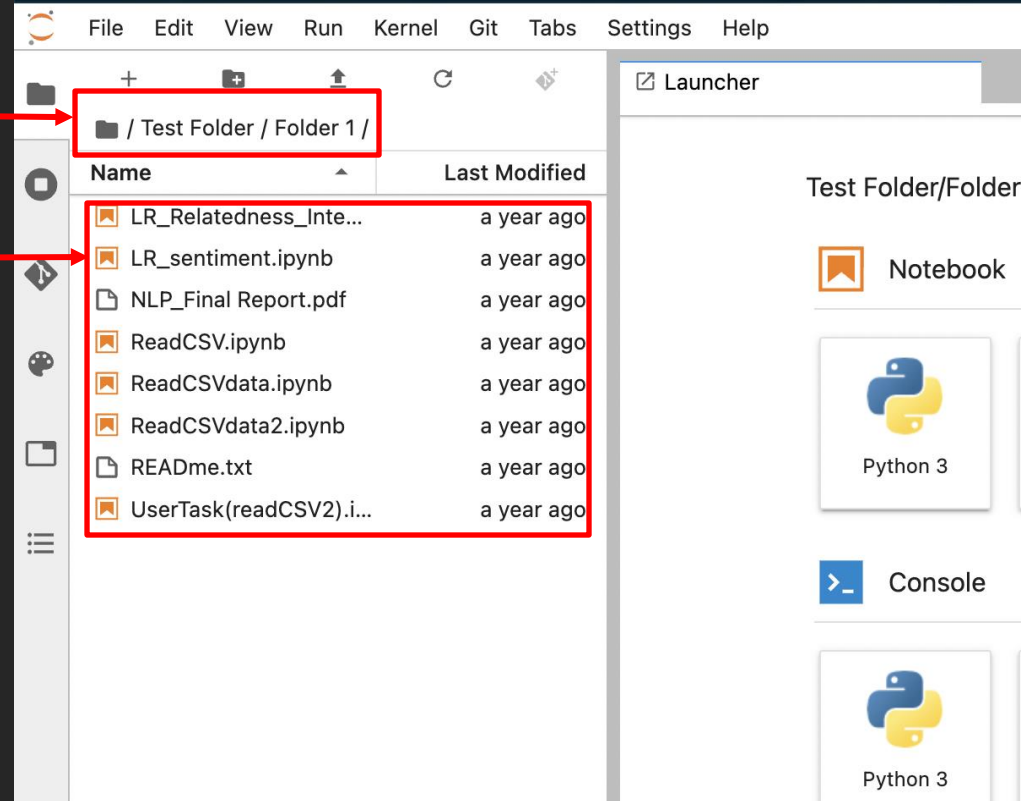 File Edit View Run Kernel Git Tabs Settings Help
/ Test Folder / Folder 1 /
Name Last Modified
LR_Relatedness_Inte... a year ago
LR_sentiment.ipynb a year ago
NLP_Final Report.pdf a year ago
ReadCSV.ipynb a year ago
ReadCSVdata.ipynb a year ago
ReadCSVdata2.ipynb a year ago
READme.txt a year ago
UserTask(readCSV2).i... a year ago
Launcher
Test Folder/Folder
Notebook
Python 3
Console
Python 3